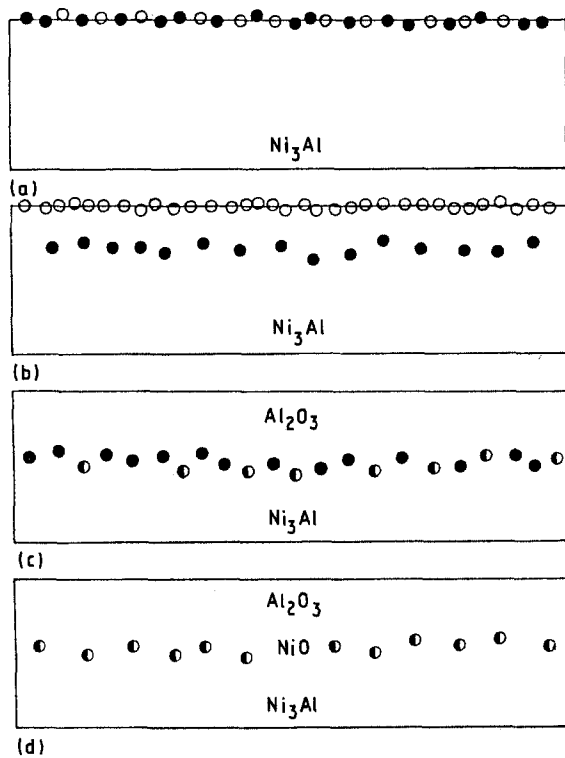 Ni₃Al
(a)
Ni₃Al
(b)
Al₂O₃
Ni₃Al
(c)
Al₂O₃
NiO
Ni₃Al
(d)